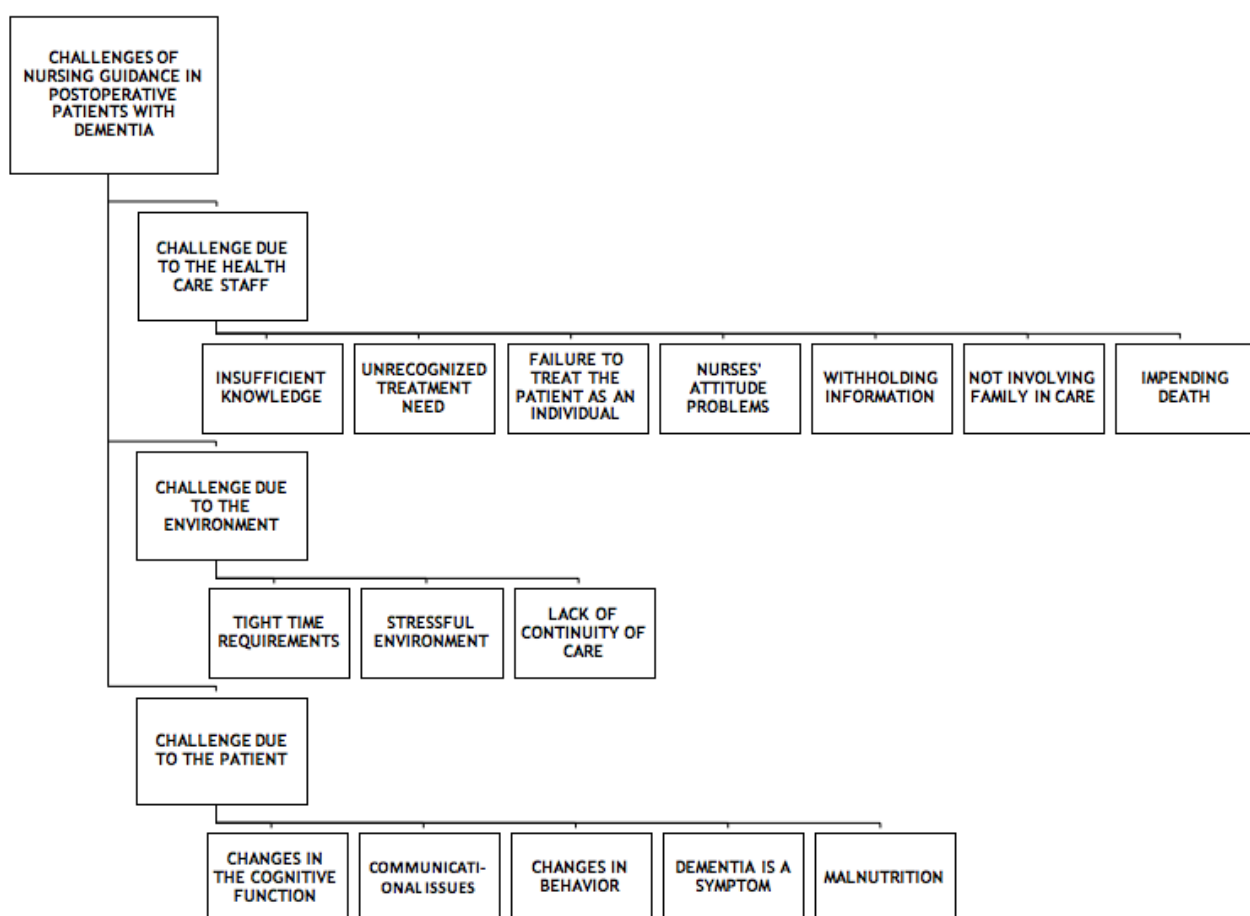 CHALLENGES OF
NURSING GUIDANCE IN
POSTOPERATIVE
PATIENTS WITH
DEMENTIA
CHALLENGE DUE
TO THE HEALTH
CARE STAFF
INSUFFICIENT
KNOWLEDGE
UNRECOGNIZED
TREATMENT
NEED
FAILURE TO
TREAT THE
PATIENT AS AN
INDIVIDUAL
NURSES'
ATTITUDE
PROBLEMS
WITHHOLDING
INFORMATION
NOT INVOLVING
FAMILY IN CARE
IMPENDING
DEATH
CHALLENGE DUE
TO THE
ENVIRONMENT
TIGHT TIME
REQUIREMENTS
STRESSFUL
ENVIRONMENT
LACK OF
CONTINUITY OF
CARE
CHALLENGE DUE
TO THE PATIENT
CHANGES IN
THE COGNITIVE
FUNCTION
COMMUNICATI-
ONAL ISSUES
CHANGES IN
BEHAVIOR
DEMENTIA IS A
SYMPTOM
MALNUTRITION